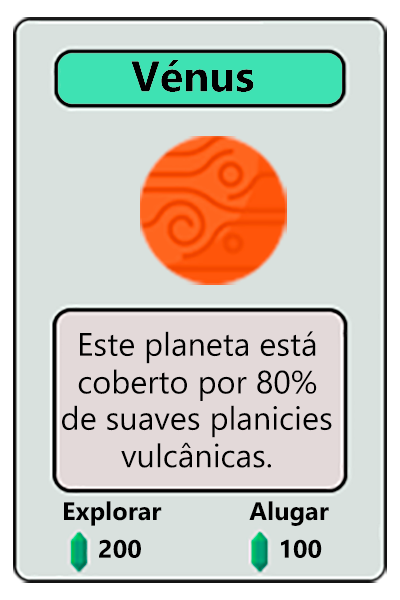 Vénus
Este planeta está
coberto por 80%
de suaves planicies
vulcânicas.
Explorar Alugar
200 100